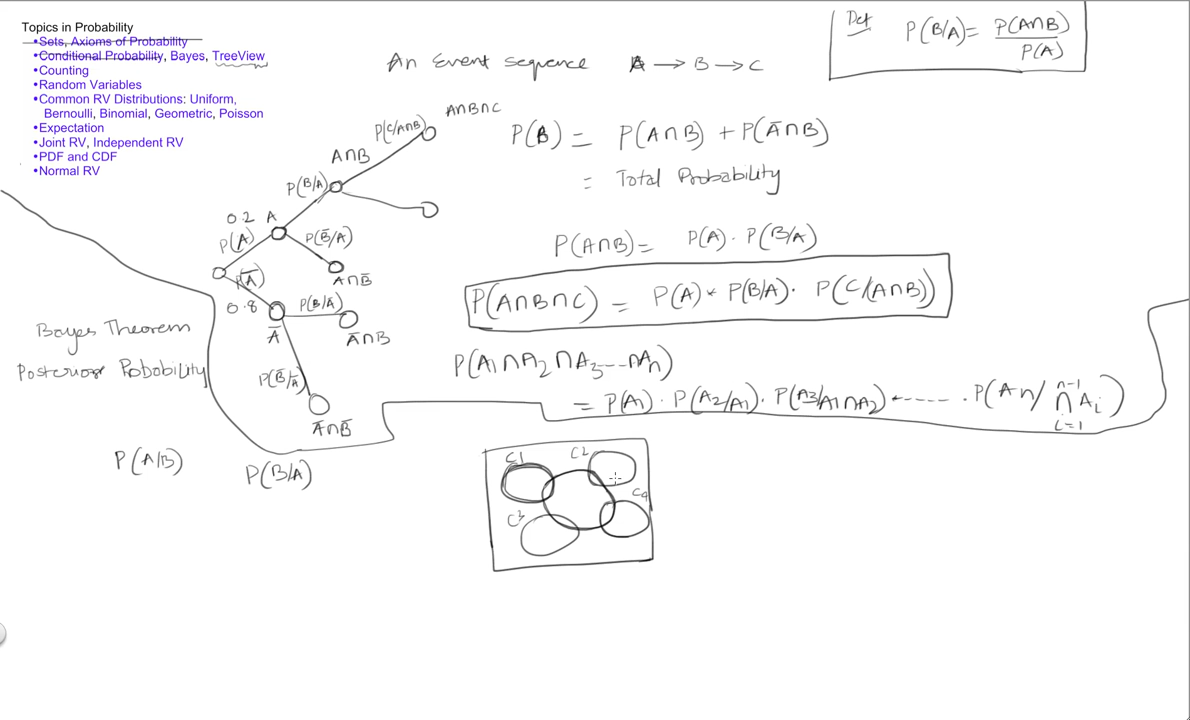 Topics in Probability
•Sets, Axioms of Probability
•Conditional Probability, Bayes, TreeView
•Counting
•Random Variables
•Common RV Distributions: Uniform,
Bernoulli, Binomial, Geometric, Poisson
•Expectation
•Joint RV, Independent RV
•PDF and CDF
•Normal RV
Def P(B/A) = P(A∩B)
P(A)
An Event sequence A → B → C
A∩B∩C
P(C/A∩B)
A∩B
P(B/A)
0.2 A
P(A) P(B̅/A)
P(A̅) A∩B̅
0.8 P(B/A̅)
A̅ A̅∩B
P(B̅/A̅)
A̅∩B̅
P(B) = P(A∩B) + P(A̅∩B)
= Total Probability
P(A∩B) = P(A) · P(B/A)
P(A∩B∩C) = P(A) * P(B/A) · P(C/(A∩B))
P(A1∩A2∩A3---∩An)
= P(A1) · P(A2/A1) · P(A3/A1∩A2) ----- · P(An/ n-1 ∩ Ai)
i=1
Bayes Theorem
Posterior Probability
P(A/B) P(B/A)
C1 C2
C4
C3